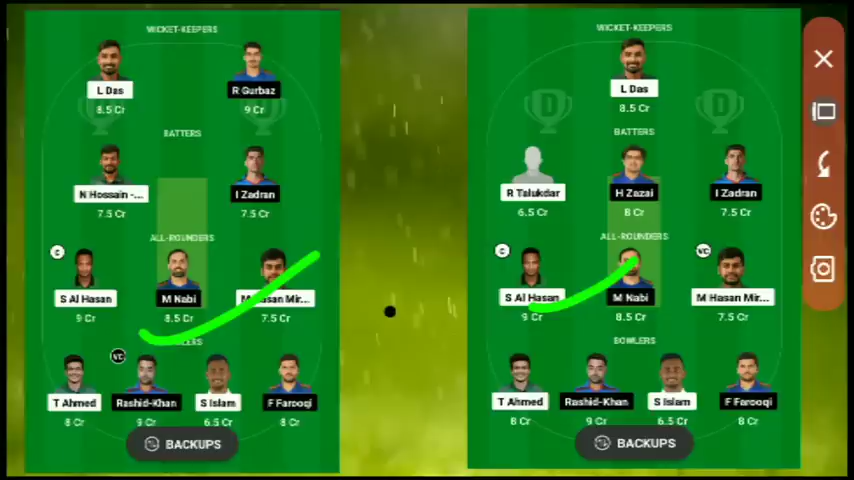 WICKET-KEEPERS
L Das
R Gurbaz
8.5 Cr
9 Cr
BATTERS
N Hossain -...
I Zadran
7.5 Cr
7.5 Cr
ALL-ROUNDERS
C
S Al Hasan
M Nabi
9 Cr
8.5 Cr
7.5 Cr
VC
T Ahmed
Rashid-Khan
S Islam
F Farooqi
8 Cr
9 Cr
6.5 Cr
8 Cr
BACKUPS
WICKET-KEEPERS
L Das
8.5 Cr
D
D
BATTERS
R Talukdar
H Zazai
I Zadran
6.5 Cr
8 Cr
7.5 Cr
ALL-ROUNDERS
C
VC
S Al Hasan
M Nabi
M Hasan Mir...
9 Cr
8.5 Cr
7.5 Cr
BOWLERS
T Ahmed
Rashid-Khan
S Islam
F Farooqi
8 Cr
9 Cr
6.5 Cr
8 Cr
BACKUPS